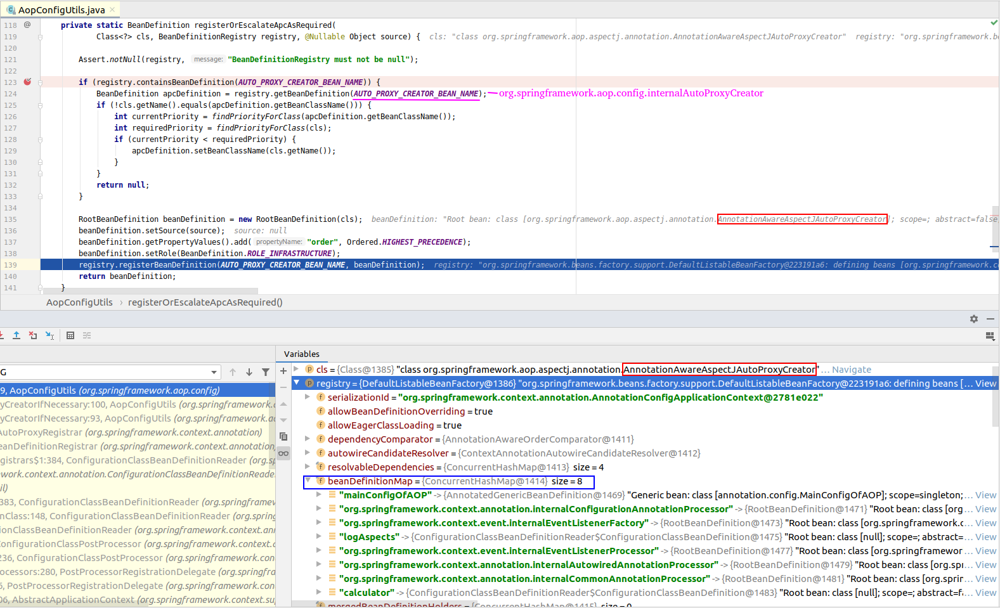 AopConfigUtils.java
118 @ private static BeanDefinition registerOrEscalateApcAsRequired(
119 Class<?> cls, BeanDefinitionRegistry registry, @Nullable Object source) { cls: "class org.springframework.aop.aspectj.annotation.AnnotationAwareAspectJAutoProxyCreator" registry: "org.springframework.be
120
121 Assert.notNull(registry, message: "BeanDefinitionRegistry must not be null");
122
123 if (registry.containsBeanDefinition(AUTO_PROXY_CREATOR_BEAN_NAME)) {
124 BeanDefinition apcDefinition = registry.getBeanDefinition(AUTO_PROXY_CREATOR_BEAN_NAME); org.springframework.aop.config.internalAutoProxyCreator
125 if (!cls.getName().equals(apcDefinition.getBeanClassName())) {
126 int currentPriority = findPriorityForClass(apcDefinition.getBeanClassName());
127 int requiredPriority = findPriorityForClass(cls);
128 if (currentPriority < requiredPriority) {
129 apcDefinition.setBeanClassName(cls.getName());
130 }
131 }
132 return null;
133 }
134
135 RootBeanDefinition beanDefinition = new RootBeanDefinition(cls); beanDefinition: "Root bean: class [org.springframework.aop.aspectj.annotation.AnnotationAwareAspectJAutoProxyCreator]; scope=; abstract=false;
136 beanDefinition.setSource(source); source: null
137 beanDefinition.getPropertyValues().add( propertyName: "order", Ordered.HIGHEST_PRECEDENCE);
138 beanDefinition.setRole(BeanDefinition.ROLE_INFRASTRUCTURE);
139 registry.registerBeanDefinition(AUTO_PROXY_CREATOR_BEAN_NAME, beanDefinition); registry: "org.springframework.beans.factory.support.DefaultListableBeanFactory@223191a6: defining beans [org.springframework.co
140 return beanDefinition;
141 }
AopConfigUtils › registerOrEscalateApcAsRequired()
Variables
G
9, AopConfigUtils (org.springframework.aop.config)
yCreatorIfNecessary:100, AopConfigUtils (org.springframework.
yCreatorIfNecessary:93, AopConfigUtils (org.springframework.ao
AutoProxyRegistrar (org.springframework.context.annotation)
eanDefinitionRegistrar (org.springframework.context.annotation
egistrars$1:384, ConfigurationClassBeanDefinitionReader (org.sp
work.context.annotation.ConfigurationClassBeanDefinitionReade
il)
383, ConfigurationClassBeanDefinitionReader (org.springframew
nClass:148, ConfigurationClassBeanDefinitionReader (org.spring
ionClassBeanDefinitionReader (org.springframework.context.ann
ConfigurationClassPostProcessor (org.springframework.context.
236, ConfigurationClassPostProcessor (org.springframework.con
ocessors:280, PostProcessorRegistrationDelegate (org.springfra
6, PostProcessorRegistrationDelegate (org.springframework.con
06, AbstractApplicationContext (org.springframework.context.su
cls = {Class@1385} "class org.springframework.aop.aspectj.annotation.AnnotationAwareAspectJAutoProxyCreator"... Navigate
registry = {DefaultListableBeanFactory@1386} "org.springframework.beans.factory.support.DefaultListableBeanFactory@223191a6: defining beans [... View
serializationId = "org.springframework.context.annotation.AnnotationConfigApplicationContext@2781e022"
allowBeanDefinitionOverriding = true
allowEagerClassLoading = true
dependencyComparator = {AnnotationAwareOrderComparator@1411}
autowireCandidateResolver = {ContextAnnotationAutowireCandidateResolver@1412}
resolvableDependencies = {ConcurrentHashMap@1413} size = 4
beanDefinitionMap = {ConcurrentHashMap@1414} size = 8
"mainConfigOfAOP" -> {AnnotatedGenericBeanDefinition@1469} "Generic bean: class [annotation.config.MainConfigOfAOP]; scope=singleton; ... View
"org.springframework.context.annotation.internalConfigurationAnnotationProcessor" -> {RootBeanDefinition@1471} "Root bean: class [org ... View
"org.springframework.context.event.internalEventListenerFactory" -> {RootBeanDefinition@1473} "Root bean: class [org.springframework.c... View
"logAspects" -> {ConfigurationClassBeanDefinitionReader$ConfigurationClassBeanDefinition@1475} "Root bean: class [null]; scope=; abstract=... View
"org.springframework.context.event.internalEventListenerProcessor" -> {RootBeanDefinition@1477} "Root bean: class [org.springframewor ... View
"org.springframework.context.annotation.internalAutowiredAnnotationProcessor" -> {RootBeanDefinition@1479} "Root bean: class [org.sp... View
"org.springframework.context.annotation.internalCommonAnnotationProcessor" -> {RootBeanDefinition@1481} "Root bean: class [org.sprin... View
"calculator" -> {ConfigurationClassBeanDefinitionReader$ConfigurationClassBeanDefinition@1483} "Root bean: class [null]; scope=; abstract=fa... View
mergedBeanDefinitionHolders = {ConcurrentHashMap@1415} size = 0